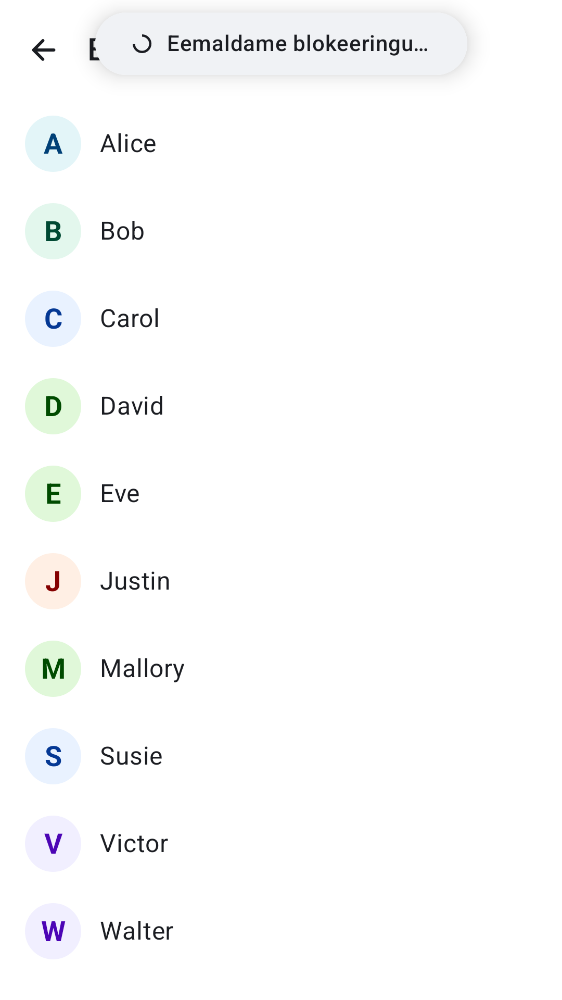 Eemaldame blokeeringu…
A Alice
B Bob
C Carol
D David
E Eve
J Justin
M Mallory
S Susie
V Victor
W Walter